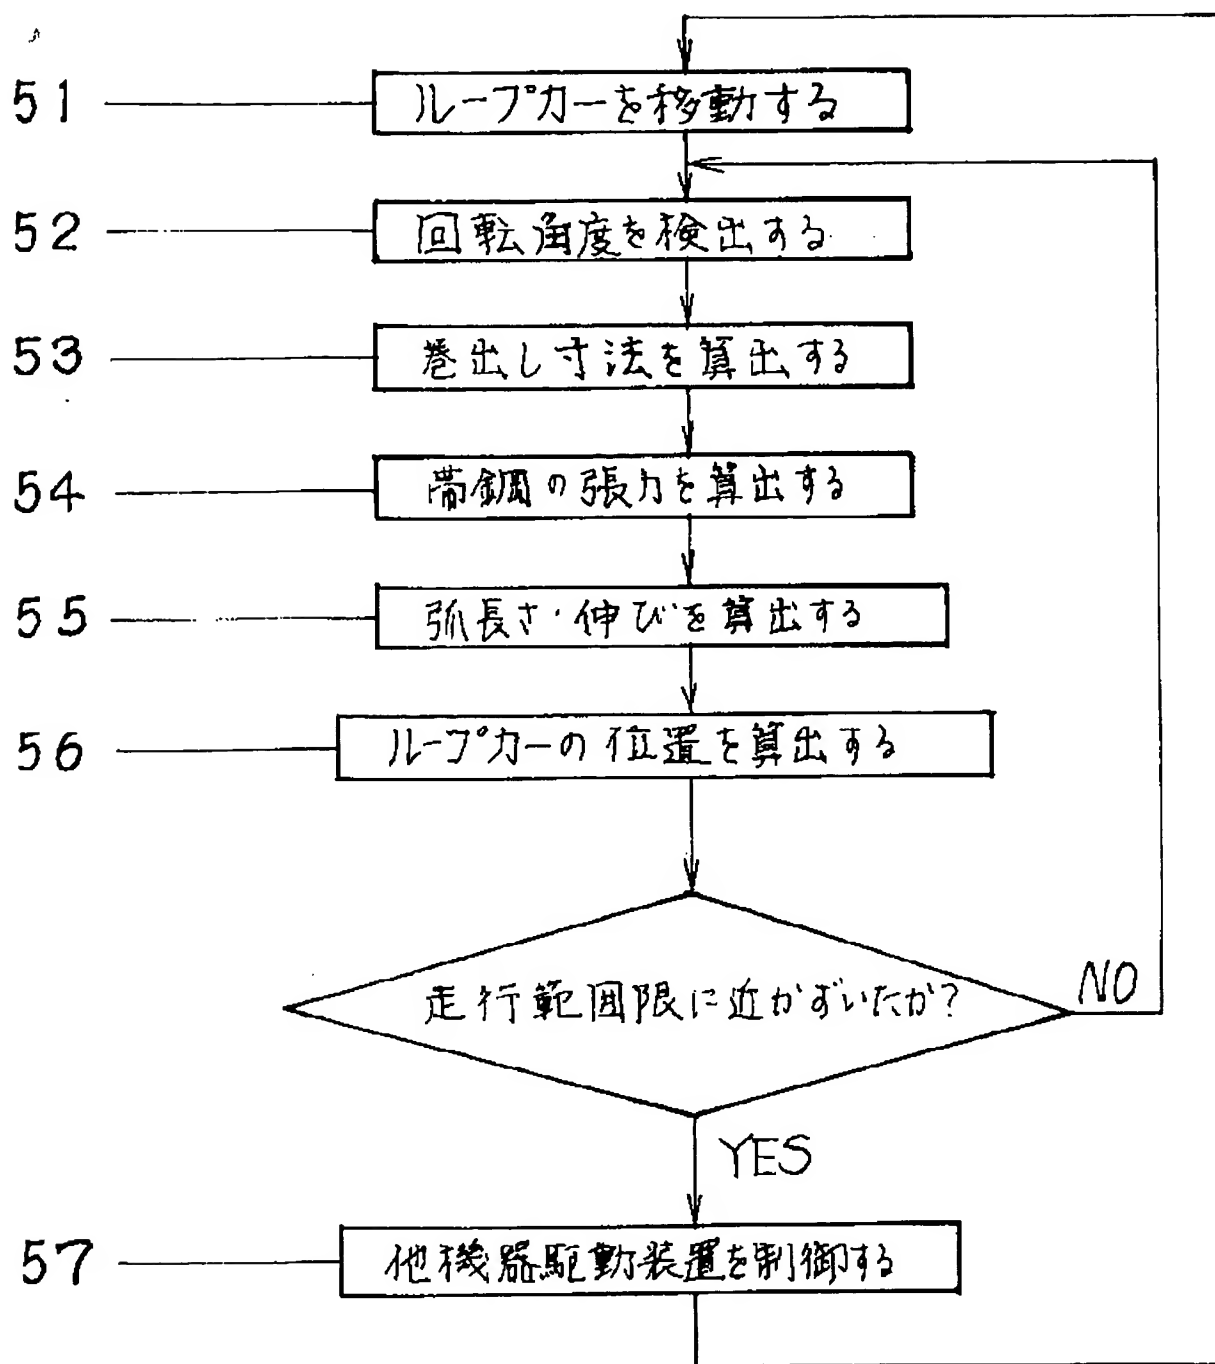 51 ループカーを移動する
52 回転角度を検出する
53 巻出し寸法を算出する
54 帯鋼の張力を算出する
55 弧長さ・伸びを算出する
56 ループカーの位置を算出する
走行範囲限に近かずいたか?
NO
YES
57 他機器駆動装置を制御する